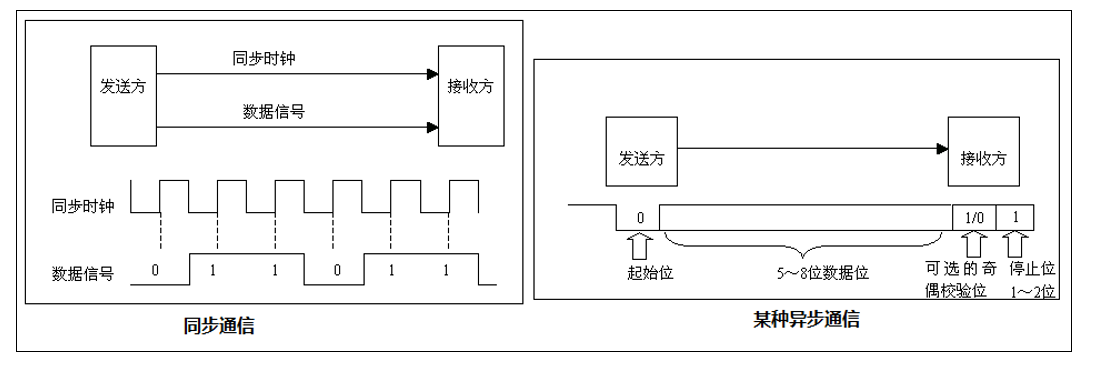 同步时钟
发送方
接收方
数据信号
同步时钟
数据信号
0 1 1 0 1 1
同步通信
发送方
接收方
0
1/0
1
起始位
5～8位数据位
可选的奇
偶校验位
停止位
1～2位
某种异步通信